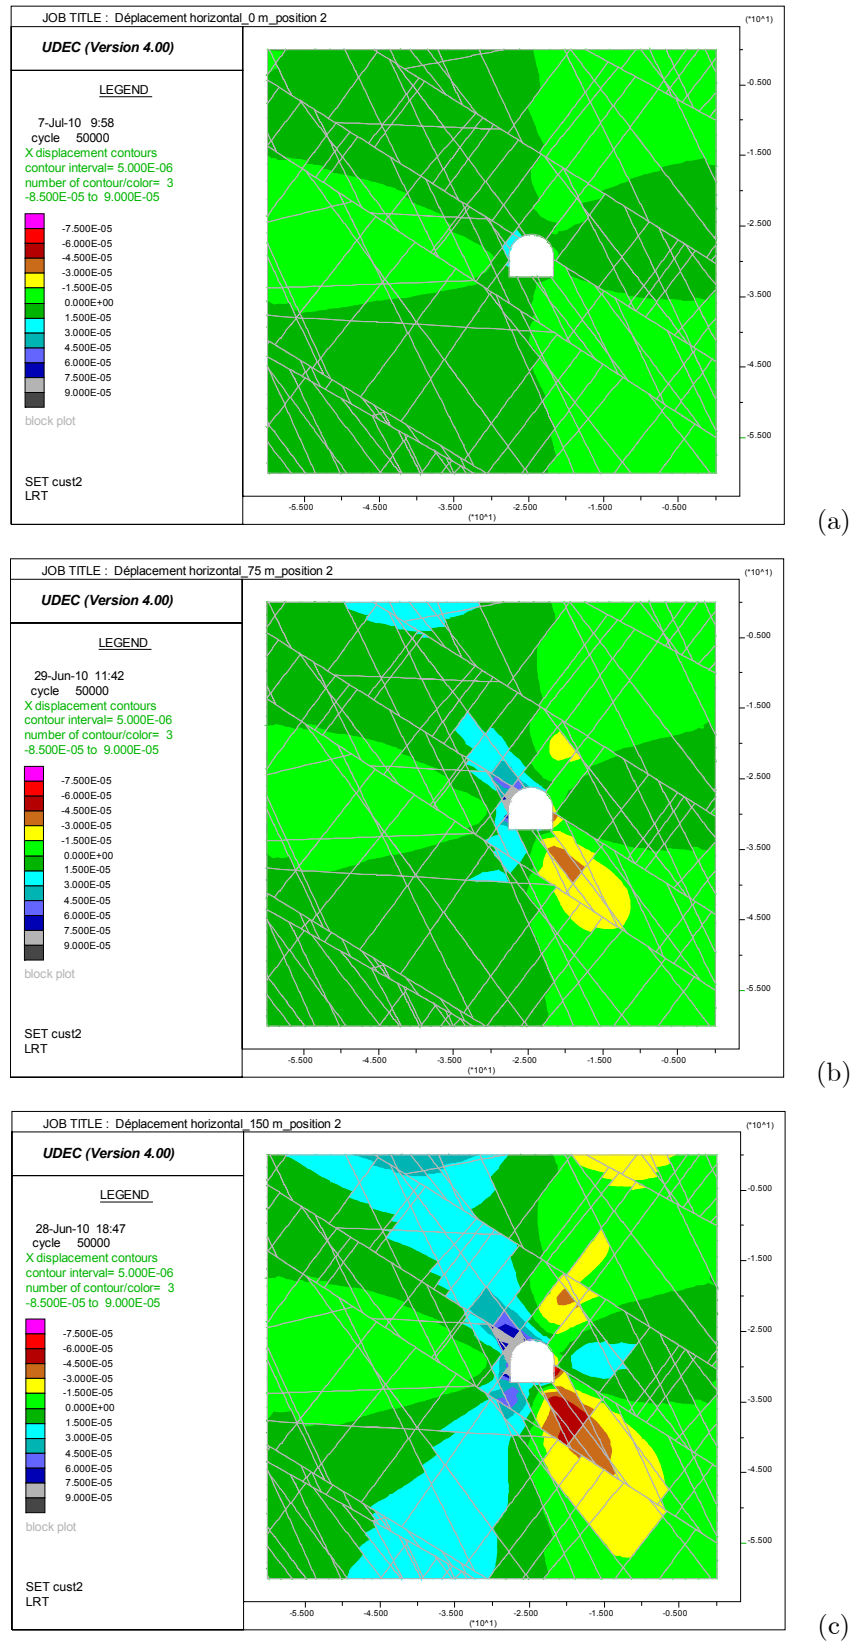 JOB TITLE : Déplacement horizontal_0 m_position 2
(*10^1)
UDEC (Version 4.00)
LEGEND
7-Jul-10 9:58
cycle 50000
X displacement contours
contour interval= 5.000E-06
number of contour/color= 3
-8.500E-05 to 9.000E-05
-7.500E-05
-6.000E-05
-4.500E-05
-3.000E-05
-1.500E-05
0.000E+00
1.500E-05
3.000E-05
4.500E-05
6.000E-05
7.500E-05
9.000E-05
block plot
SET cust2
LRT
-0.500
-1.500
-2.500
-3.500
-4.500
-5.500
-5.500 -4.500 -3.500 -2.500 -1.500 -0.500
(*10^1)
(a)
JOB TITLE : Déplacement horizontal_75 m_position 2
(*10^1)
UDEC (Version 4.00)
LEGEND
29-Jun-10 11:42
cycle 50000
X displacement contours
contour interval= 5.000E-06
number of contour/color= 3
-8.500E-05 to 9.000E-05
-7.500E-05
-6.000E-05
-4.500E-05
-3.000E-05
-1.500E-05
0.000E+00
1.500E-05
3.000E-05
4.500E-05
6.000E-05
7.500E-05
9.000E-05
block plot
SET cust2
LRT
-0.500
-1.500
-2.500
-3.500
-4.500
-5.500
-5.500 -4.500 -3.500 -2.500 -1.500 -0.500
(*10^1)
(b)
JOB TITLE : Déplacement horizontal_150 m_position 2
(*10^1)
UDEC (Version 4.00)
LEGEND
28-Jun-10 18:47
cycle 50000
X displacement contours
contour interval= 5.000E-06
number of contour/color= 3
-8.500E-05 to 9.000E-05
-7.500E-05
-6.000E-05
-4.500E-05
-3.000E-05
-1.500E-05
0.000E+00
1.500E-05
3.000E-05
4.500E-05
6.000E-05
7.500E-05
9.000E-05
block plot
SET cust2
LRT
-0.500
-1.500
-2.500
-3.500
-4.500
-5.500
-5.500 -4.500 -3.500 -2.500 -1.500 -0.500
(*10^1)
(c)